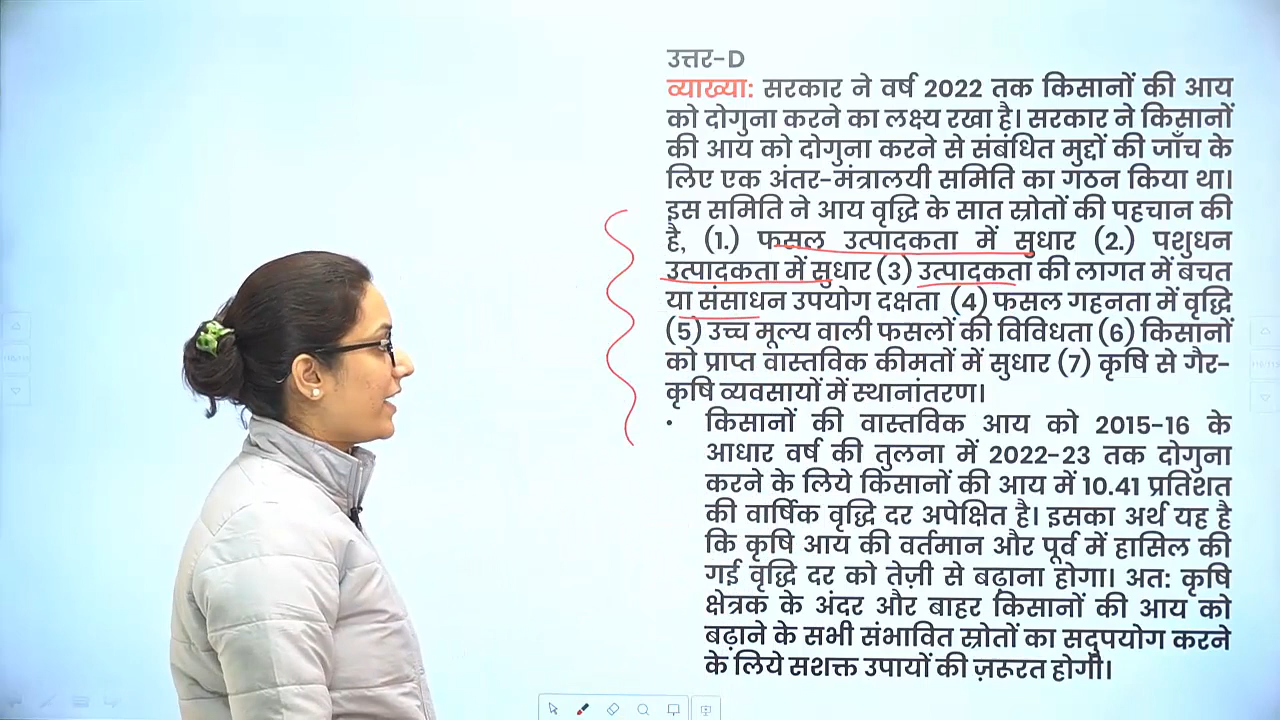 उत्तर-D
व्याख्या: सरकार ने वर्ष 2022 तक किसानों की आय
को दोगुना करने का लक्ष्य रखा है। सरकार ने किसानों
की आय को दोगुना करने से संबंधित मुद्दों की जाँच के
लिए एक अंतर-मंत्रालयी समिति का गठन किया था।
इस समिति ने आय वृद्धि के सात स्रोतों की पहचान की
है, (1.) फसल उत्पादकता में सुधार (2.) पशुधन
उत्पादकता में सुधार (3) उत्पादकता की लागत में बचत
या संसाधन उपयोग दक्षता (4) फसल गहनता में वृद्धि
(5) उच्च मूल्य वाली फसलों की विविधता (6) किसानों
को प्राप्त वास्तविक कीमतों में सुधार (7) कृषि से गैर-
कृषि व्यवसायों में स्थानांतरण।
• किसानों की वास्तविक आय को 2015-16 के
आधार वर्ष की तुलना में 2022-23 तक दोगुना
करने के लिये किसानों की आय में 10.41 प्रतिशत
की वार्षिक वृद्धि दर अपेक्षित है। इसका अर्थ यह है
कि कृषि आय की वर्तमान और पूर्व में हासिल की
गई वृद्धि दर को तेज़ी से बढ़ाना होगा। अत: कृषि
क्षेत्रक के अंदर और बाहर किसानों की आय को
बढ़ाने के सभी संभावित स्रोतों का सदुपयोग करने
के लिये सशक्त उपायों की ज़रूरत होगी।